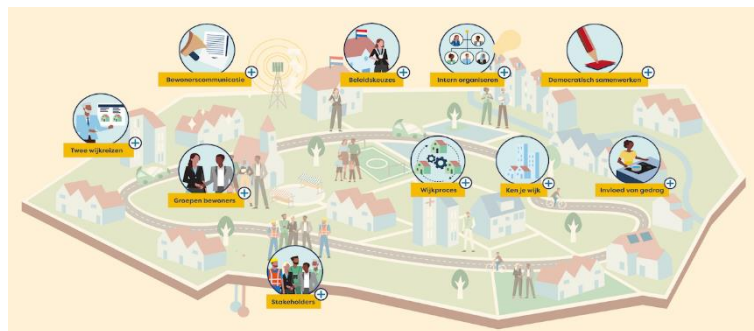 Bewonerscommunicatie
Beleidskeuzes
Intern organiseren
Democratisch samenwerken
Twee wijkreizen
Groepen bewoners
Wijkproces
Ken je wijk
Invloed van gedrag
Stakeholders